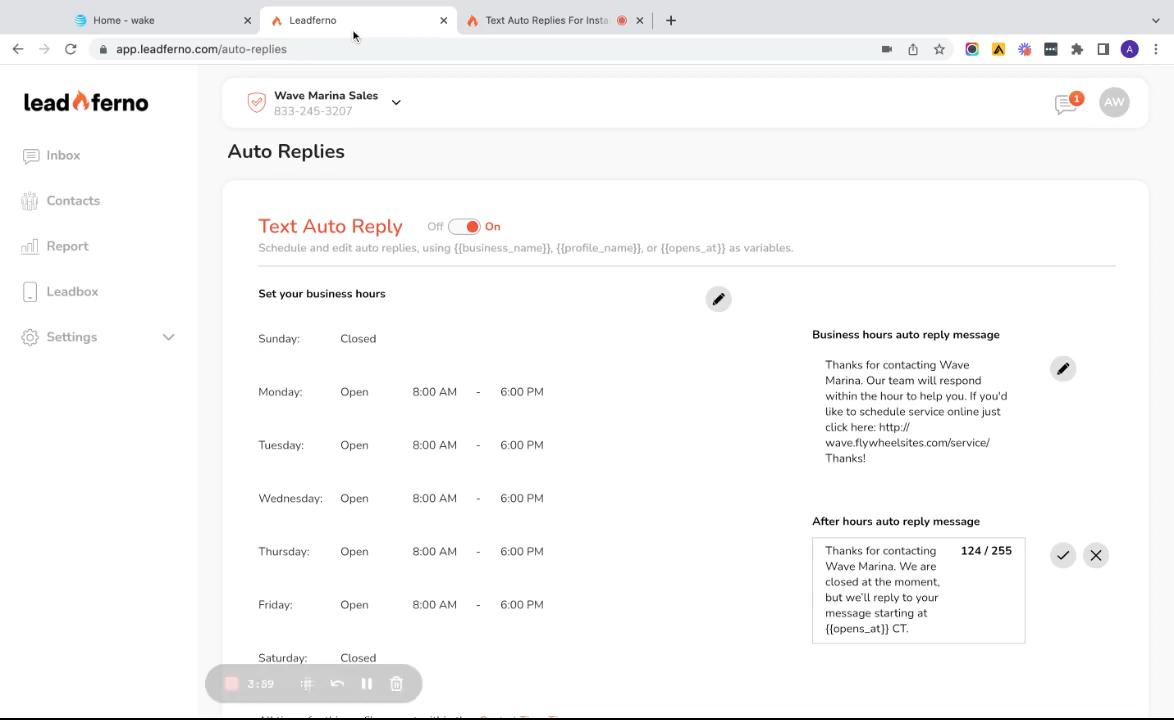 Home - wake
Leadferno
Text Auto Replies For Insta
app.leadferno.com/auto-replies
A
leadferno
Wave Marina Sales
833-245-3207
1
AW
Inbox
Contacts
Report
Leadbox
Settings
Auto Replies
Text Auto Reply Off On
Schedule and edit auto replies, using {{business_name}}, {{profile_name}}, or {{opens_at}} as variables.
Set your business hours
Sunday: Closed
Monday: Open 8:00 AM - 6:00 PM
Tuesday: Open 8:00 AM - 6:00 PM
Wednesday: Open 8:00 AM - 6:00 PM
Thursday: Open 8:00 AM - 6:00 PM
Friday: Open 8:00 AM - 6:00 PM
Saturday: Closed
Business hours auto reply message
Thanks for contacting Wave
Marina. Our team will respond
within the hour to help you. If you'd
like to schedule service online just
click here: http://
wave.flywheelsites.com/service/
Thanks!
After hours auto reply message
Thanks for contacting 124 / 255
Wave Marina. We are
closed at the moment,
but we'll reply to your
message starting at
{{opens_at}} CT.
3:59